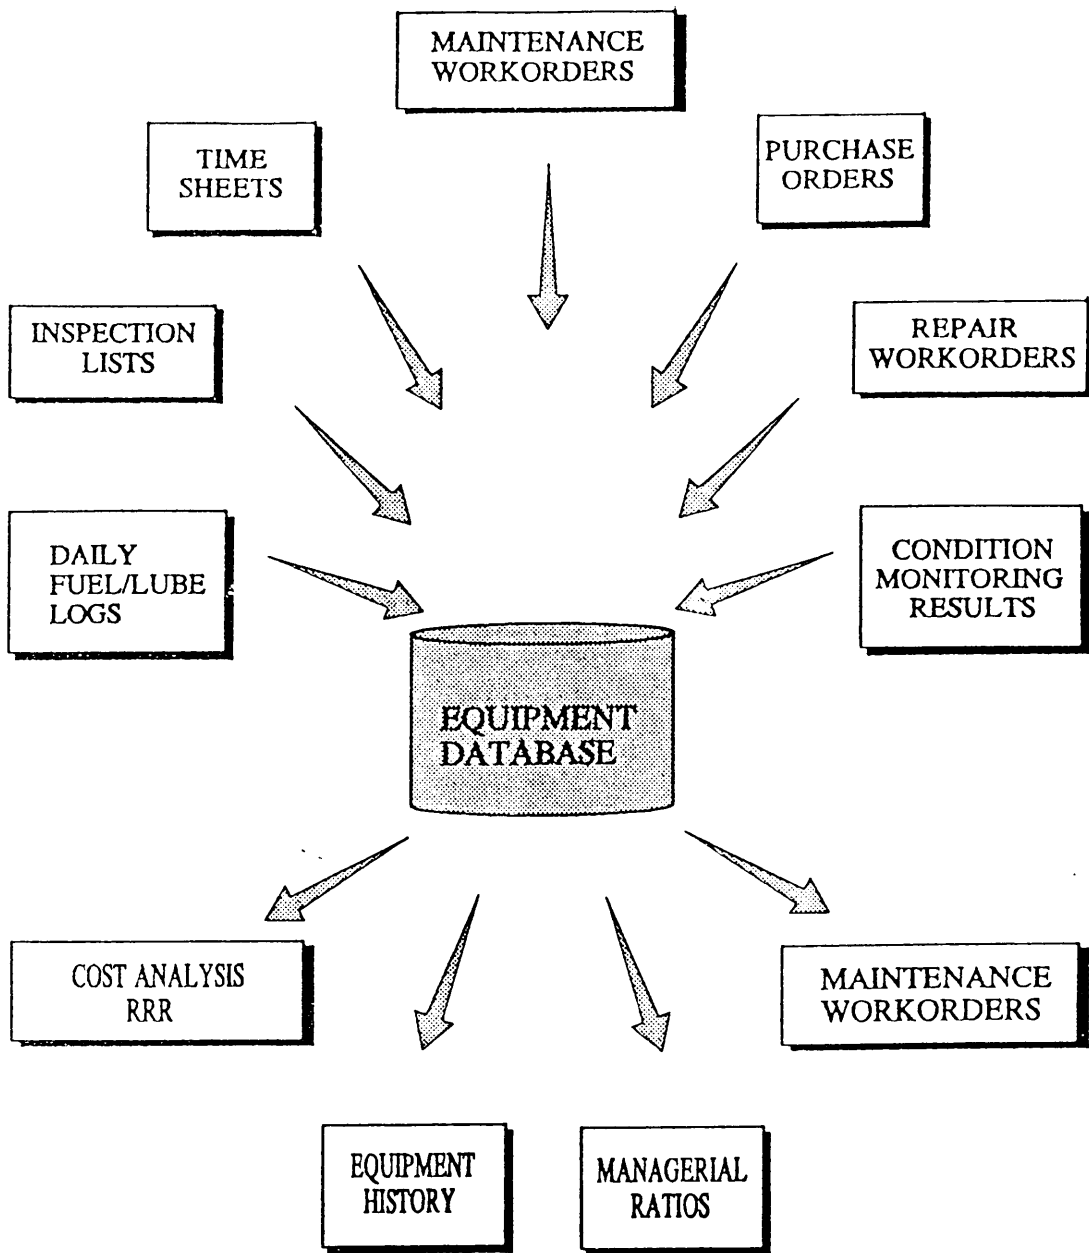 MAINTENANCE
WORKORDERS
TIME
SHEETS
PURCHASE
ORDERS
INSPECTION
LISTS
REPAIR
WORKORDERS
DAILY
FUEL/LUBE
LOGS
CONDITION
MONITORING
RESULTS
EQUIPMENT
DATABASE
COST ANALYSIS
RRR
MAINTENANCE
WORKORDERS
EQUIPMENT
HISTORY
MANAGERIAL
RATIOS